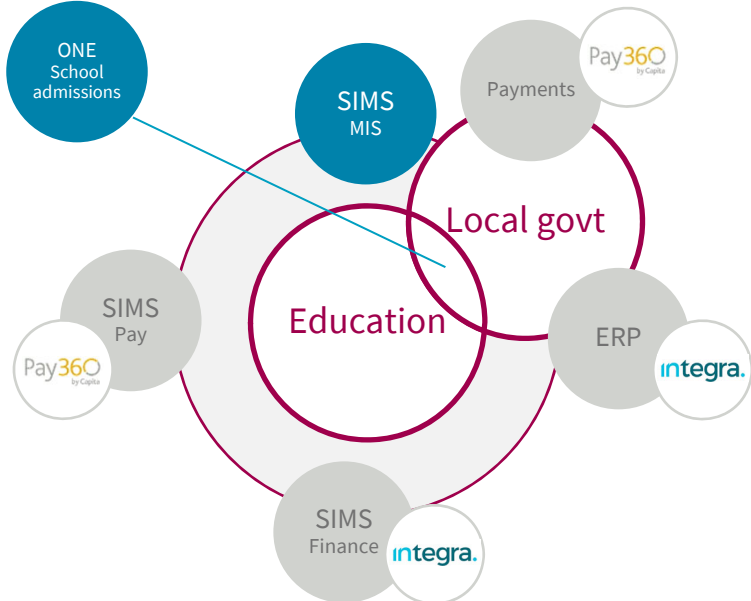 ONE
School
admissions
SIMS
MIS
Payments
Pay360
by Capita
Local govt
Education
SIMS
Pay
Pay360
by Capita
ERP
integra.
SIMS
Finance
integra.